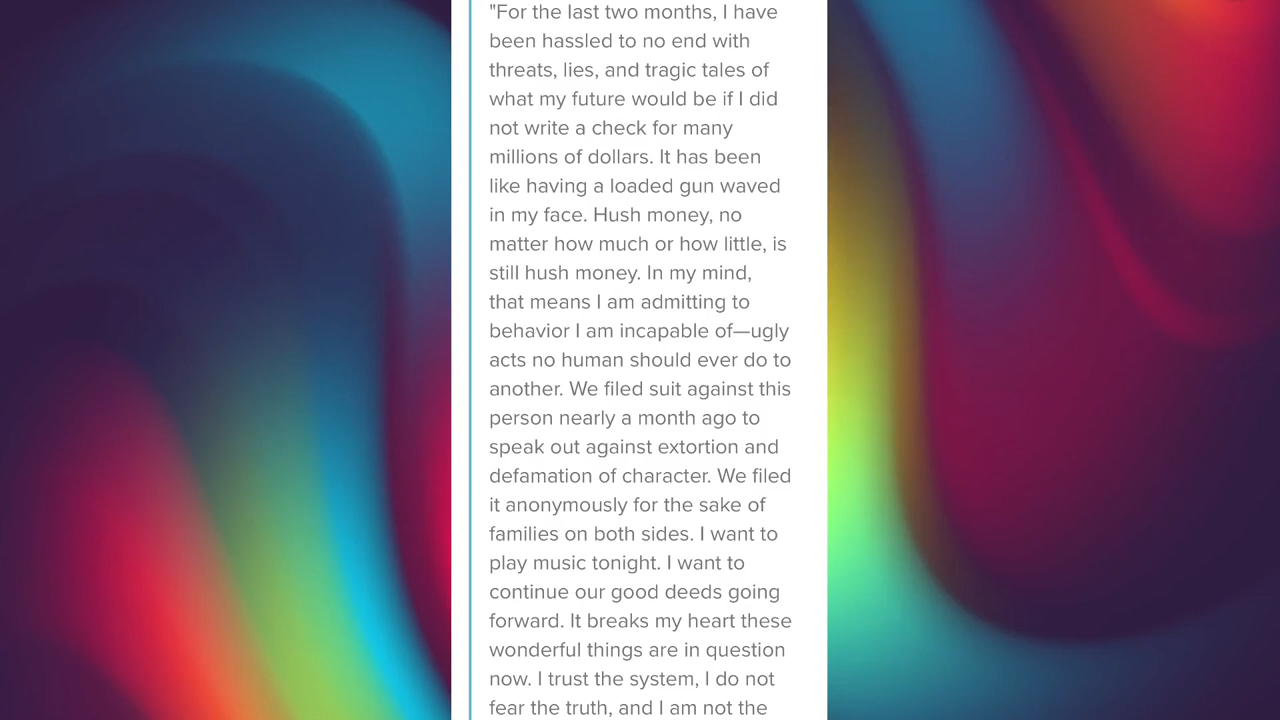 "For the last two months, I have
been hassled to no end with
threats, lies, and tragic tales of
what my future would be if I did
not write a check for many
millions of dollars. It has been
like having a loaded gun waved
in my face. Hush money, no
matter how much or how little, is
still hush money. In my mind,
that means I am admitting to
behavior I am incapable of—ugly
acts no human should ever do to
another. We filed suit against this
person nearly a month ago to
speak out against extortion and
defamation of character. We filed
it anonymously for the sake of
families on both sides. I want to
play music tonight. I want to
continue our good deeds going
forward. It breaks my heart these
wonderful things are in question
now. I trust the system, I do not
fear the truth, and I am not the